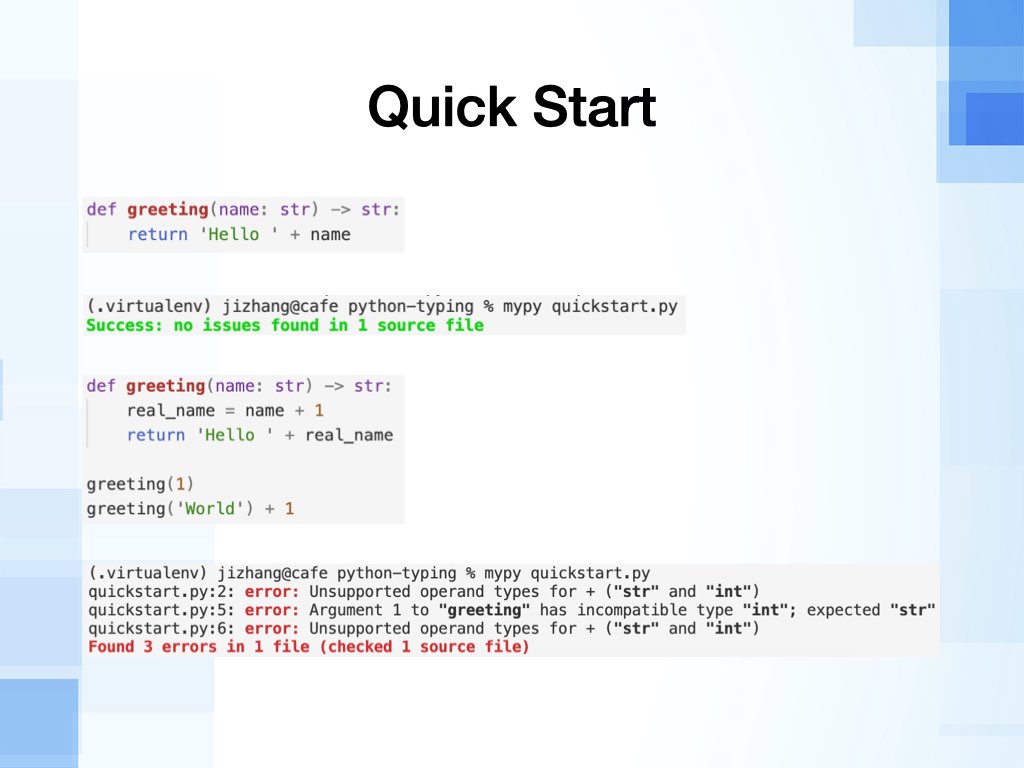 Quick Start
def greeting(name: str) -> str:
    return 'Hello ' + name
(.virtualenv) jizhang@cafe python-typing % mypy quickstart.py
Success: no issues found in 1 source file
def greeting(name: str) -> str:
    real_name = name + 1
    return 'Hello ' + real_name
greeting(1)
greeting('World') + 1
(.virtualenv) jizhang@cafe python-typing % mypy quickstart.py
quickstart.py:2: error: Unsupported operand types for + ("str" and "int")
quickstart.py:5: error: Argument 1 to "greeting" has incompatible type "int"; expected "str"
quickstart.py:6: error: Unsupported operand types for + ("str" and "int")
Found 3 errors in 1 file (checked 1 source file)